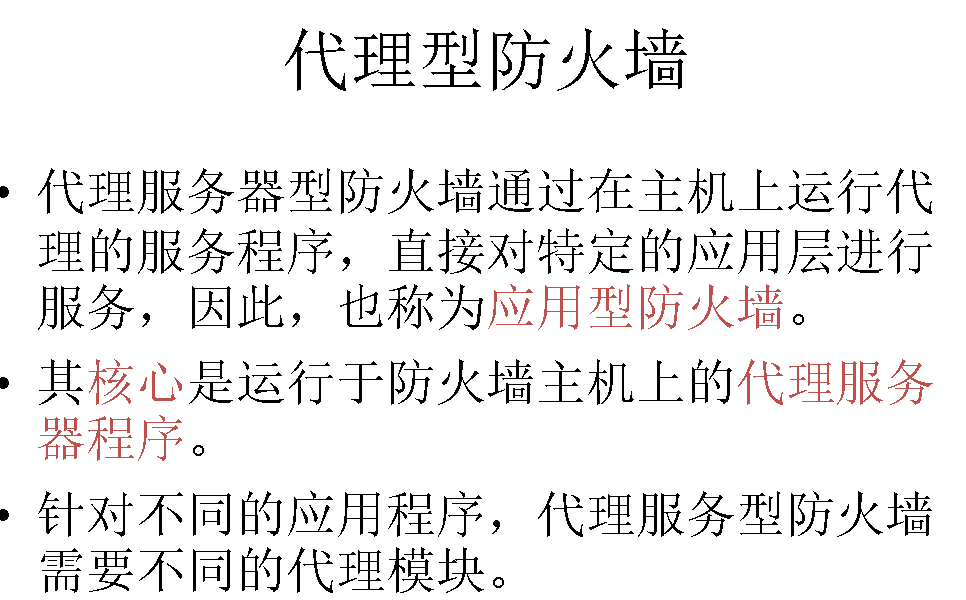 代理型防火墙
• 代理服务器型防火墙通过在主机上运行代
理的服务程序，直接对特定的应用层进行
服务，因此，也称为应用型防火墙。
• 其核心是运行于防火墙主机上的代理服务
器程序。
• 针对不同的应用程序，代理服务型防火墙
需要不同的代理模块。